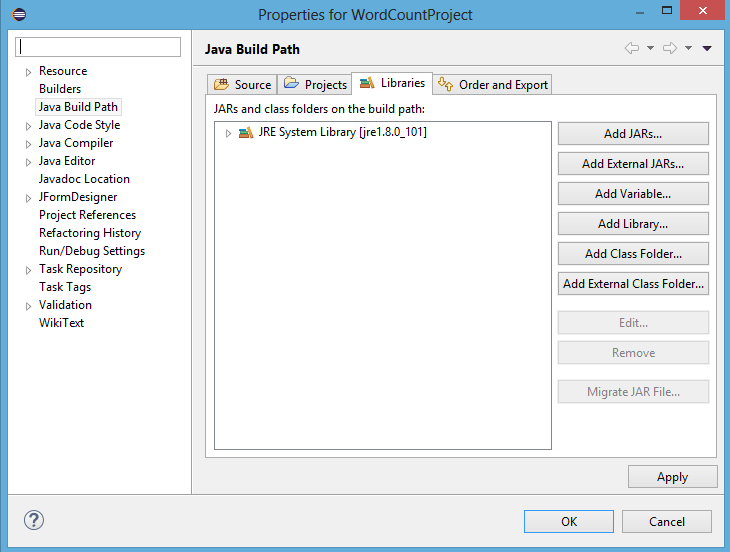 Properties for WordCountProject
Resource
Builders
Java Build Path
Java Code Style
Java Compiler
Java Editor
Javadoc Location
JFormDesigner
Project References
Refactoring History
Run/Debug Settings
Task Repository
Task Tags
Validation
WikiText
Java Build Path
Source Projects Libraries Order and Export
JARs and class folders on the build path:
JRE System Library [jre1.8.0_101]
Add JARs...
Add External JARs...
Add Variable...
Add Library...
Add Class Folder...
Add External Class Folder...
Edit...
Remove
Migrate JAR File...
Apply
?
OK Cancel